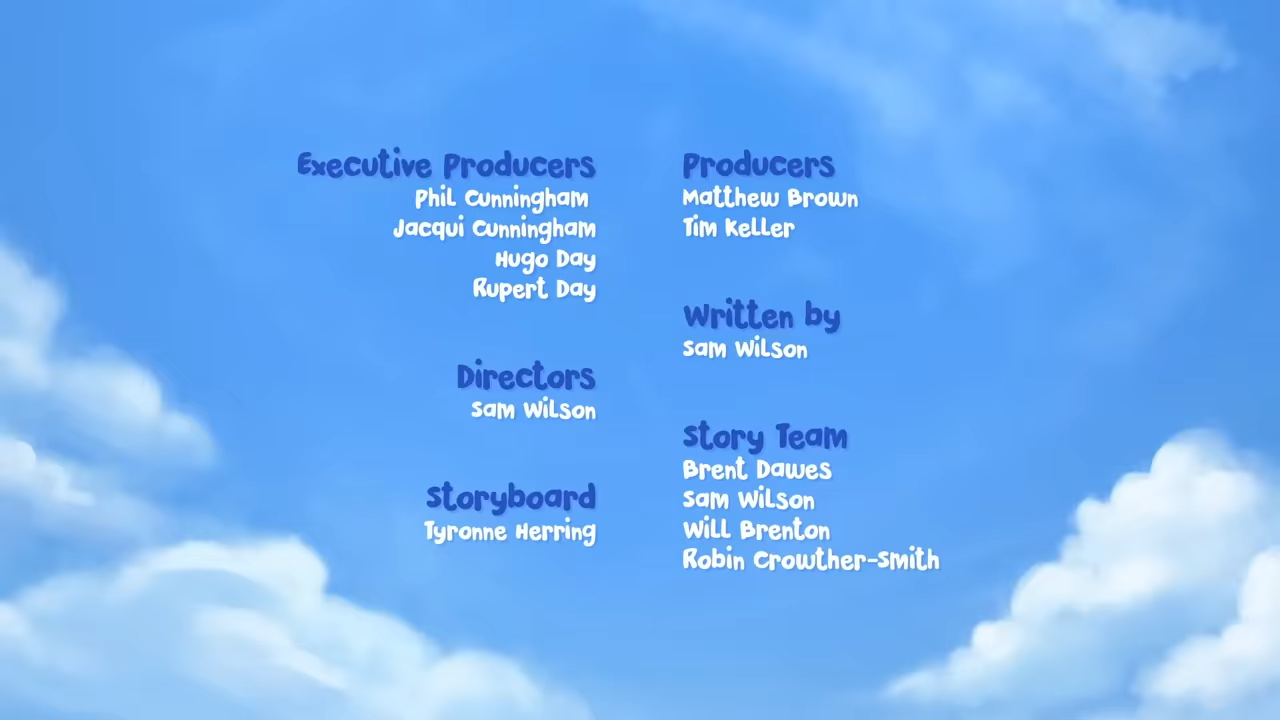 Executive Producers
Phil Cunningham
Jacqui Cunningham
Hugo Day
Rupert Day
Directors
Sam Wilson
Storyboard
Tyronne Herring
Producers
Matthew Brown
Tim Keller
Written by
Sam Wilson
Story Team
Brent Dawes
Sam Wilson
Will Brenton
Robin Crowther-Smith